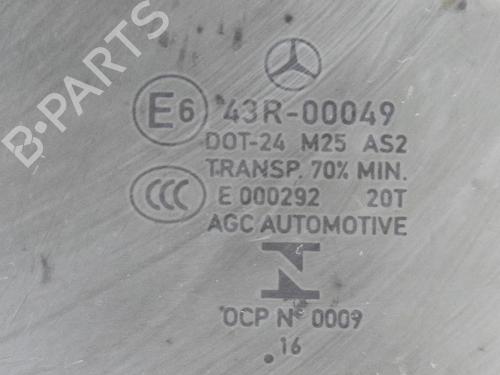 B-PARTS
E6 43R-00049
DOT-24 M25 AS2
TRANSP. 70% MIN.
CCC E 000292 20T
AGC AUTOMOTIVE
OCP Nº 0009
.16